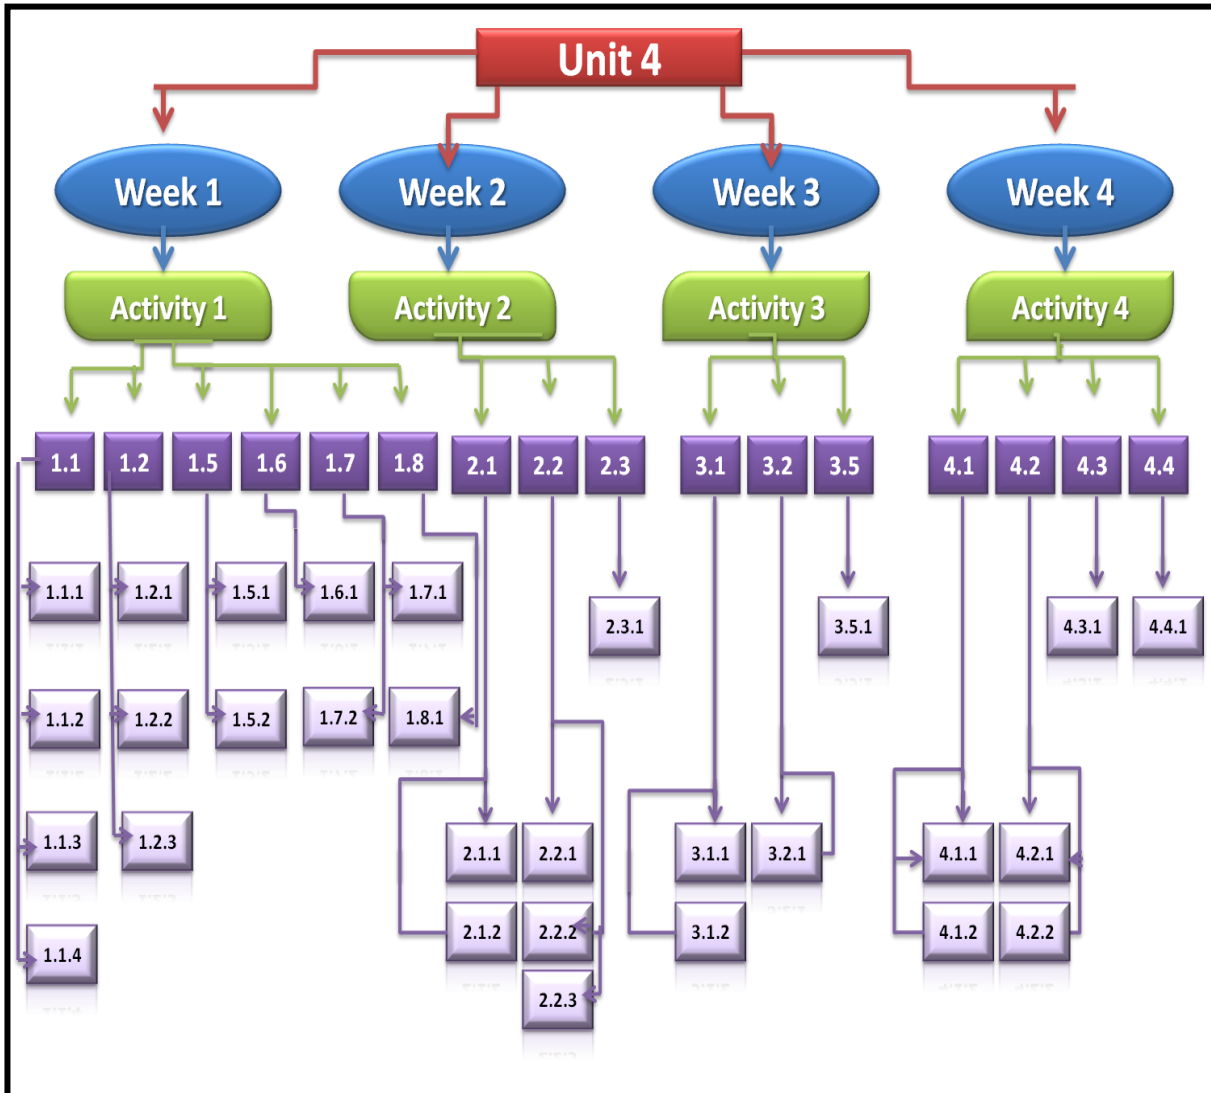 Unit 4
Week 1 Week 2 Week 3 Week 4
Activity 1 Activity 2 Activity 3 Activity 4
1.1 1.2 1.5 1.6 1.7 1.8 2.1 2.2 2.3 3.1 3.2 3.5 4.1 4.2 4.3 4.4
1.1.1 1.2.1 1.5.1 1.6.1 1.7.1
2.3.1 3.5.1 4.3.1 4.4.1
1.1.2 1.2.2 1.5.2 1.7.2 1.8.1
1.1.3 1.2.3 2.1.1 2.2.1 3.1.1 3.2.1 4.1.1 4.2.1
2.1.2 2.2.2 3.1.2 4.1.2 4.2.2
1.1.4
2.2.3